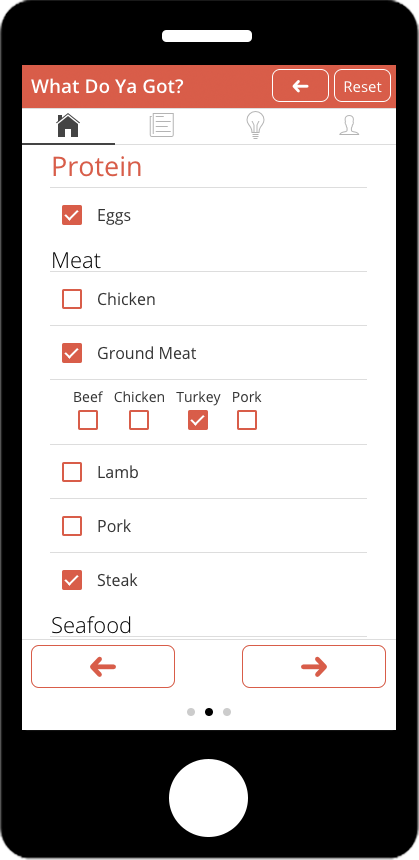 What Do Ya Got? Reset
Protein
Eggs
Meat
Chicken
Ground Meat
Beef Chicken Turkey Pork
Lamb
Pork
Steak
Seafood